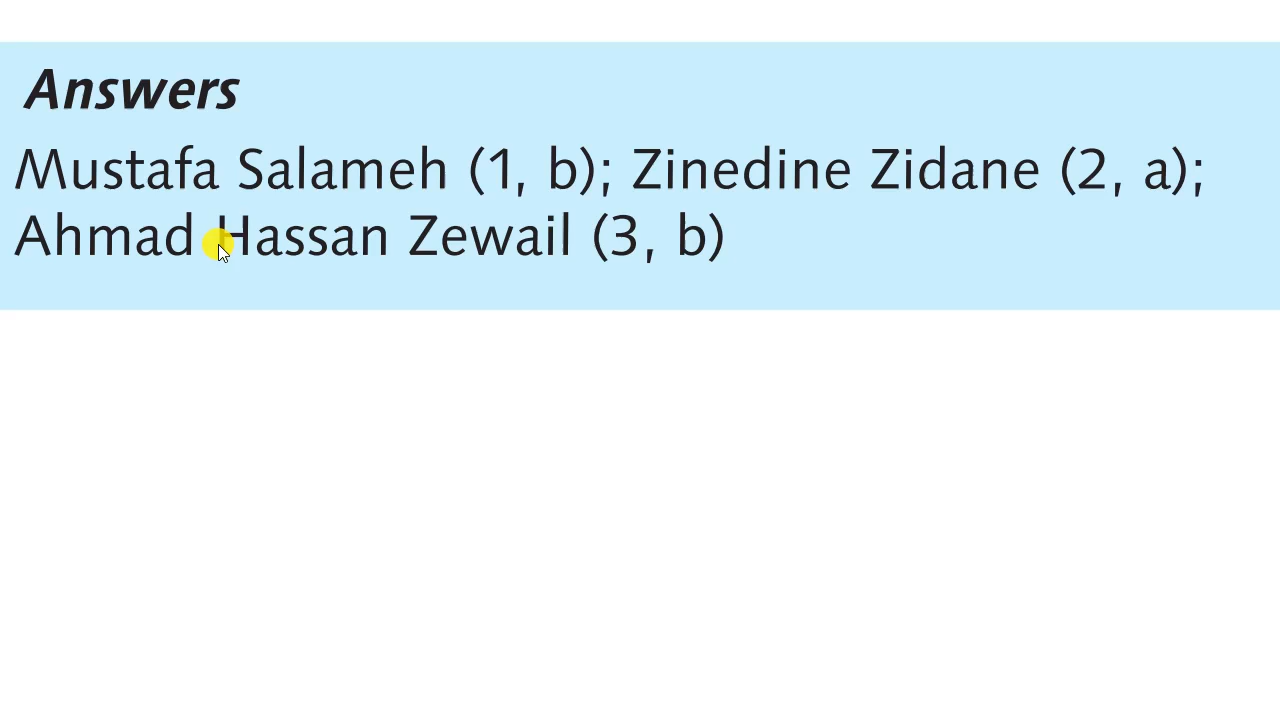 Answers
Mustafa Salameh (1, b); Zinedine Zidane (2, a);
Ahmad Hassan Zewail (3, b)